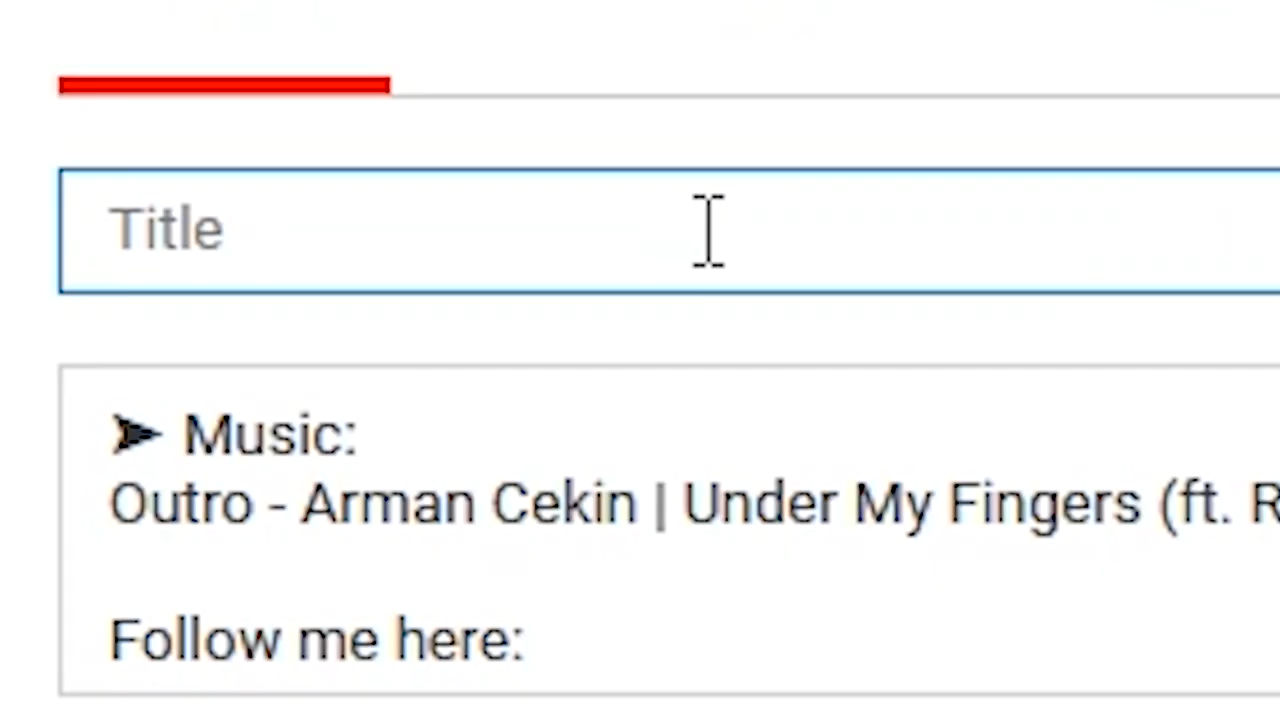 Title
➤ Music:
Outro - Arman Cekin | Under My Fingers (ft. R
Follow me here: